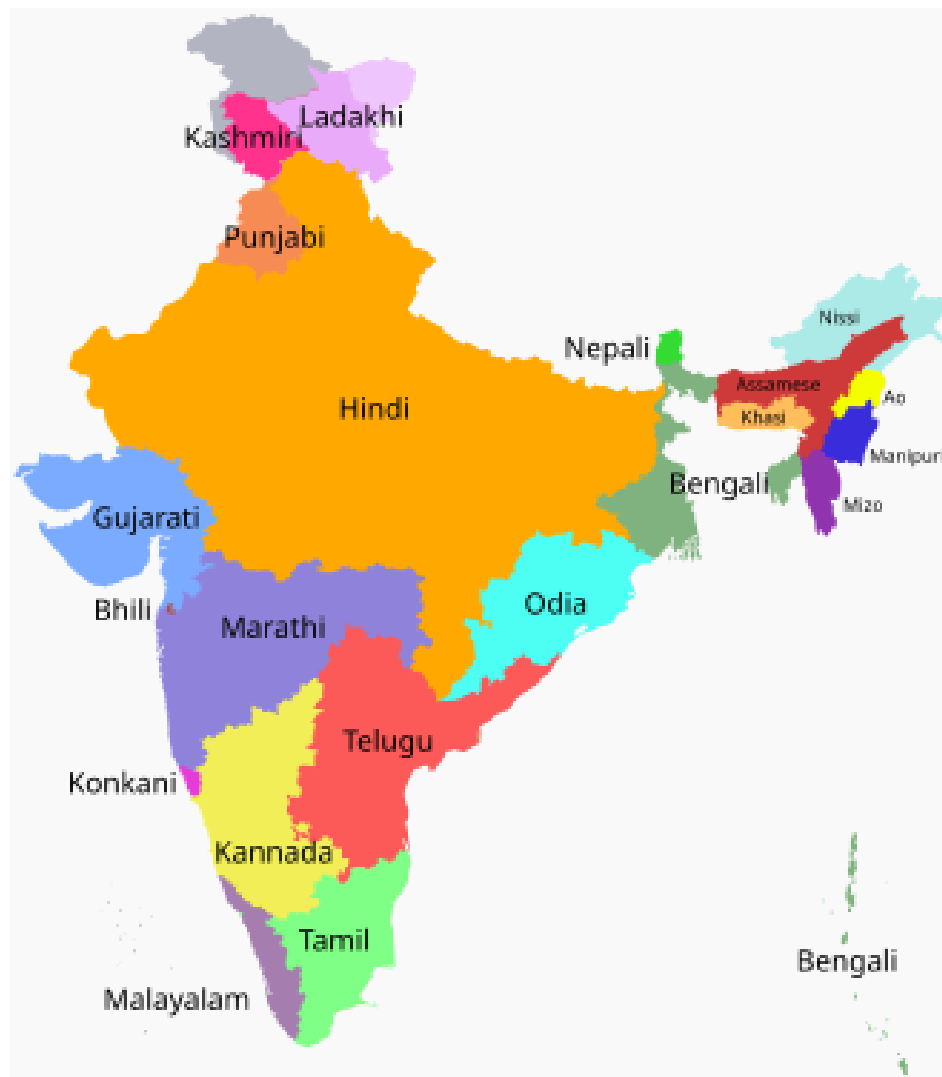 Ladakhi
Kashmiri
Punjabi
Nissi
Nepali
Assamese
Ao
Hindi
Khasi
Manipuri
Bengali
Mizo
Gujarati
Bhili
Odia
Marathi
Telugu
Konkani
Kannada
Tamil
Bengali
Malayalam